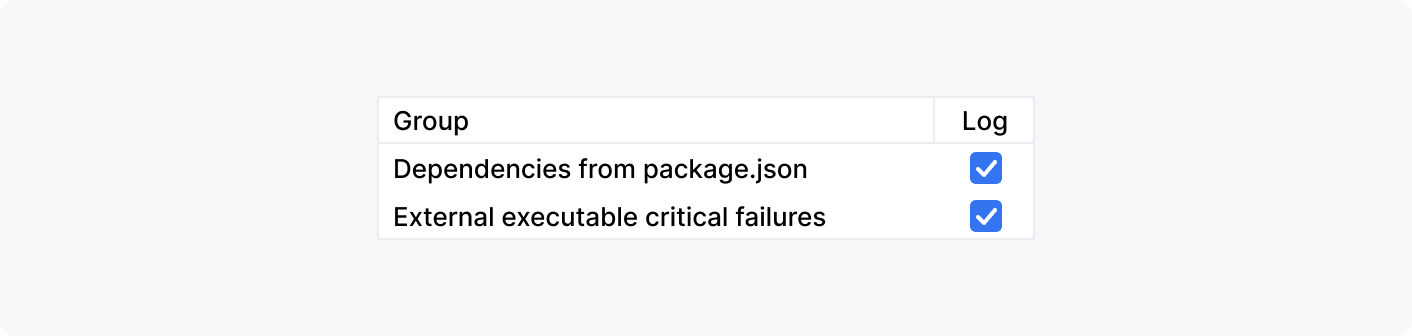 Group Log
Dependencies from package.json
External executable critical failures